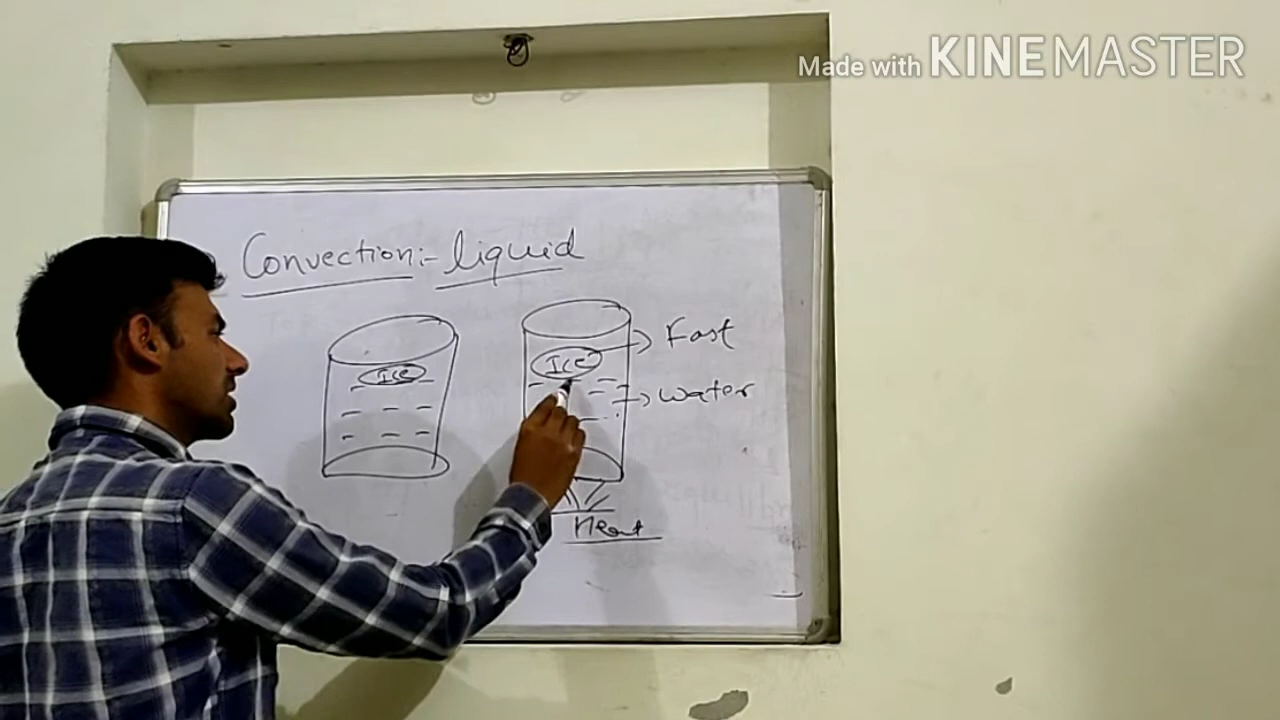 Made with KINEMASTER
Convection:- liquid
Ice
Ice
Fast
water
Heat